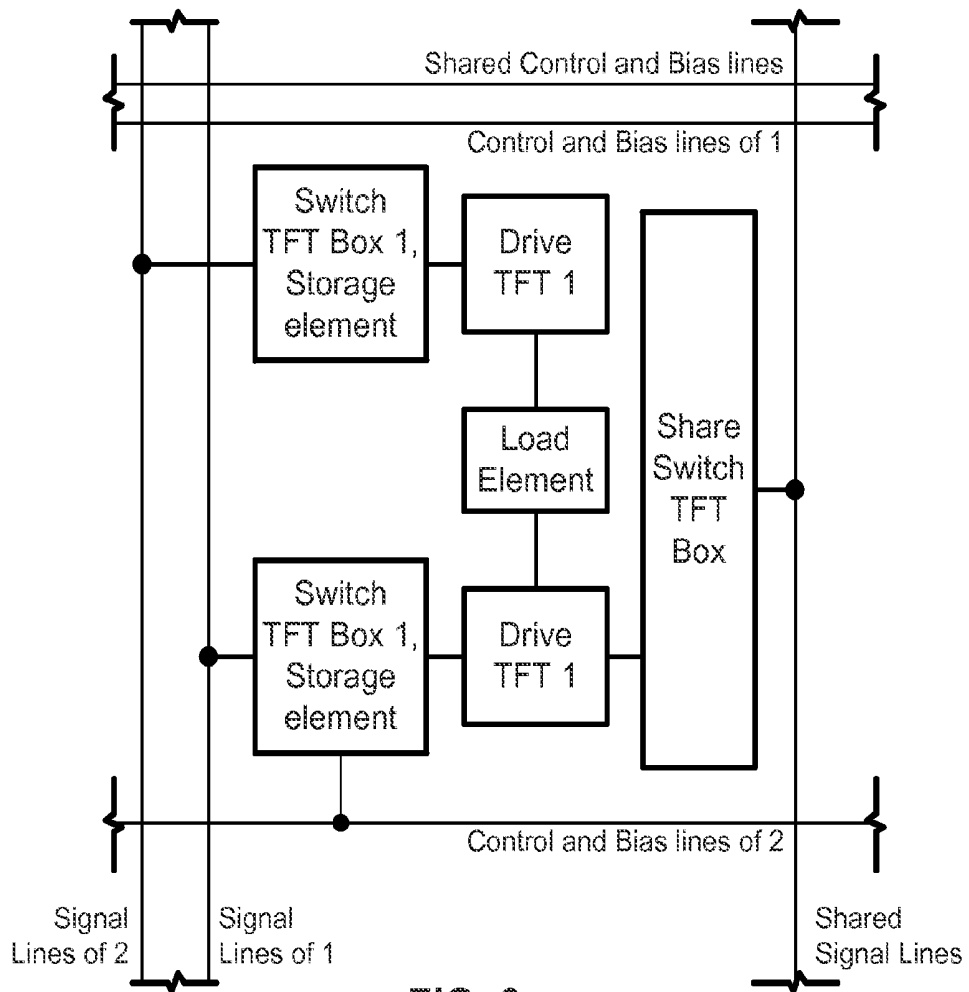 Shared Control and Bias lines
Control and Bias lines of 1
Switch
TFT Box 1,
Storage
element
Drive
TFT 1
Load
Element
Share
Switch
TFT
Box
Switch
TFT Box 1,
Storage
element
Drive
TFT 1
Control and Bias lines of 2
Signal
Lines of 2
Signal
Lines of 1
Shared
Signal Lines